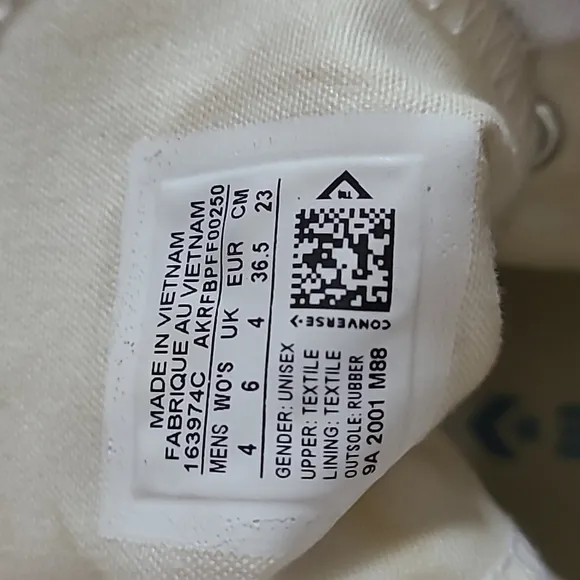 MADE IN VIETNAM
FABRIQUE AU VIETNAM
163974C AKRFBPFF00250
MENS WO'S UK EUR CM
4 6 4 36.5 23
GENDER: UNISEX
UPPER: TEXTILE
LINING: TEXTILE
OUTSOLE: RUBBER
9A 2001 M88
CONVERSE